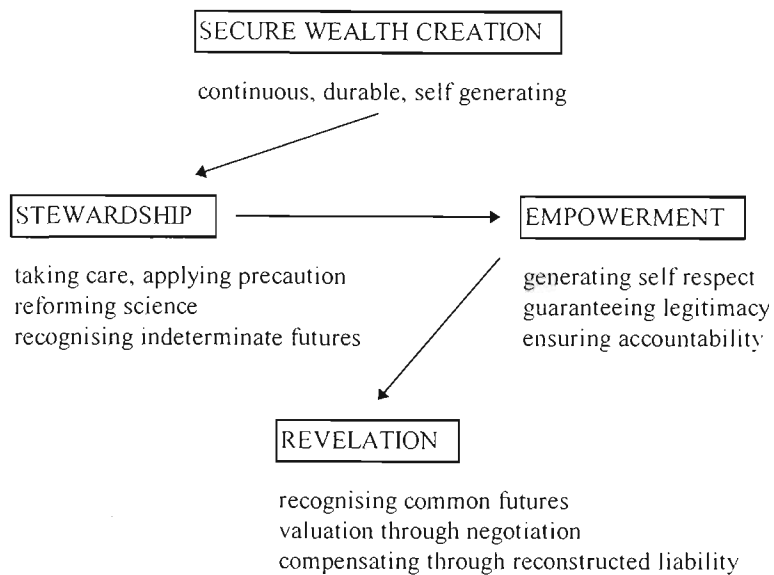 SECURE WEALTH CREATION
continuous, durable, self generating
STEWARDSHIP
taking care, applying precaution
reforming science
recognising indeterminate futures
EMPOWERMENT
generating self respect
guaranteeing legitimacy
ensuring accountability
REVELATION
recognising common futures
valuation through negotiation
compensating through reconstructed liability